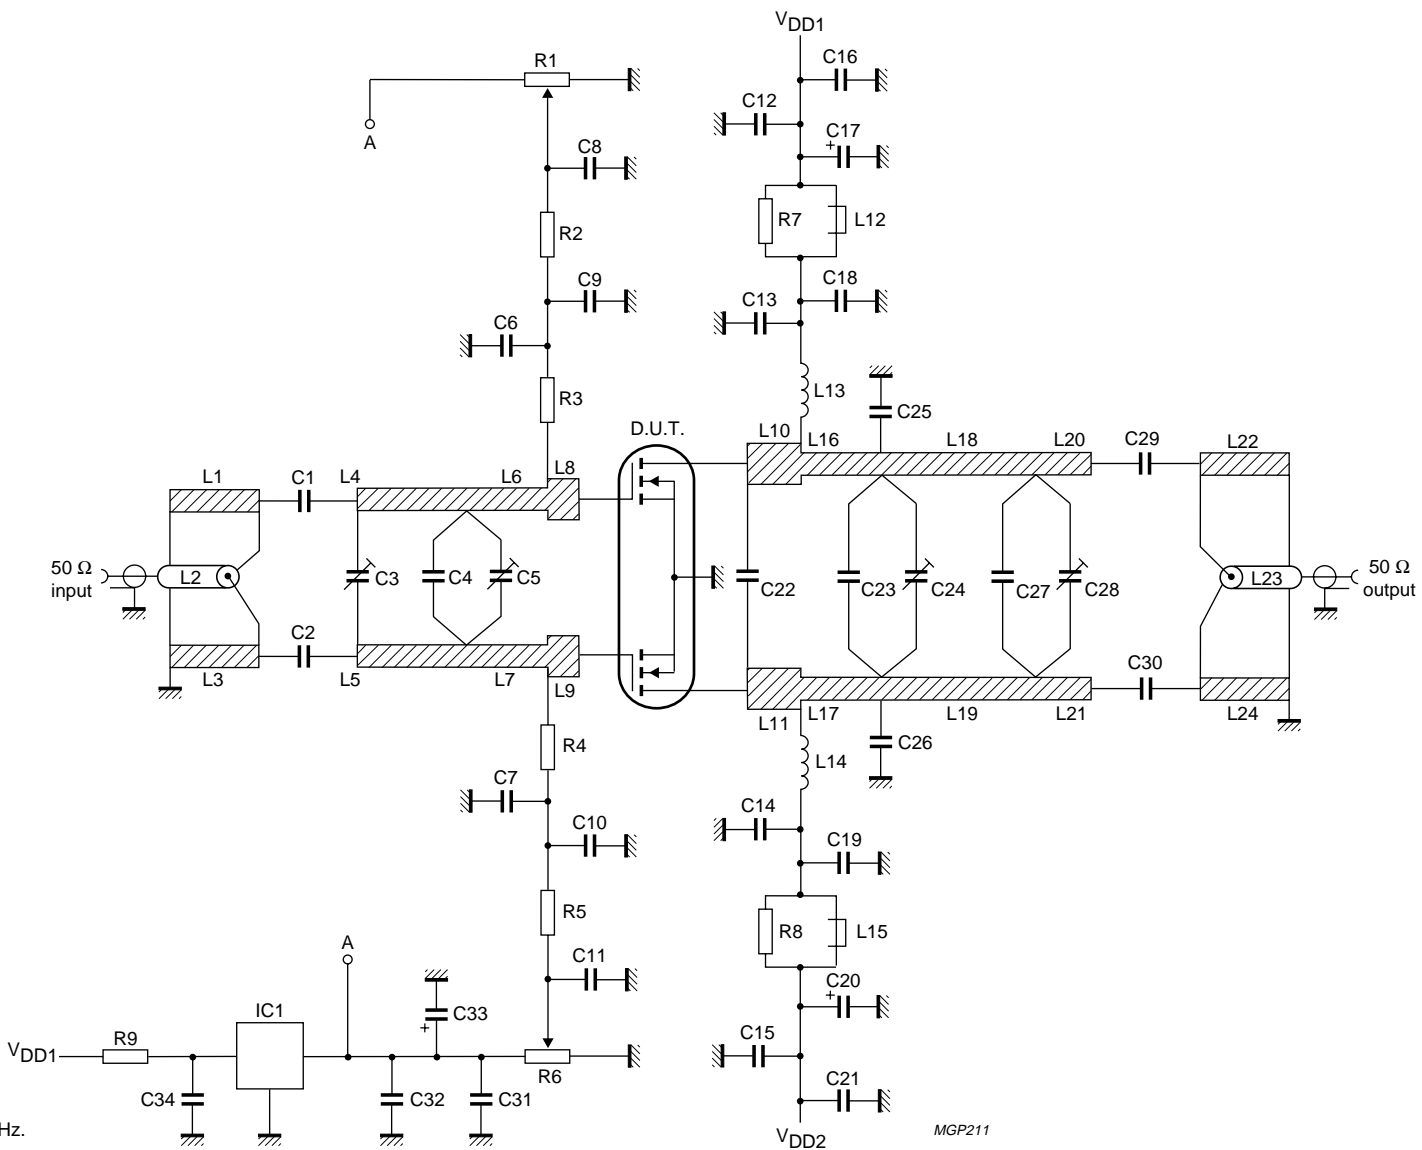 VDD1
R1
C16
C12
A
C17
C8
R7
L12
R2
C9
C13
C18
C6
L13
R3
C25
D.U.T.
L10
L16
L18
L20
C29
L22
L1
C1
L4
L6
L8
50 Ω
input
L2
C3
C4
C5
C22
C23
C24
C27
C28
L23
50 Ω
output
C2
L3
L5
L7
L9
C30
L11
L17
L19
L21
L24
R4
C26
L14
C7
C14
C10
C19
R5
R8
L15
A
C11
C20
+
IC1
C33
+
VDD1
R9
C15
R6
C34
C32
C31
C21
Hz.
VDD2
MGP211
+